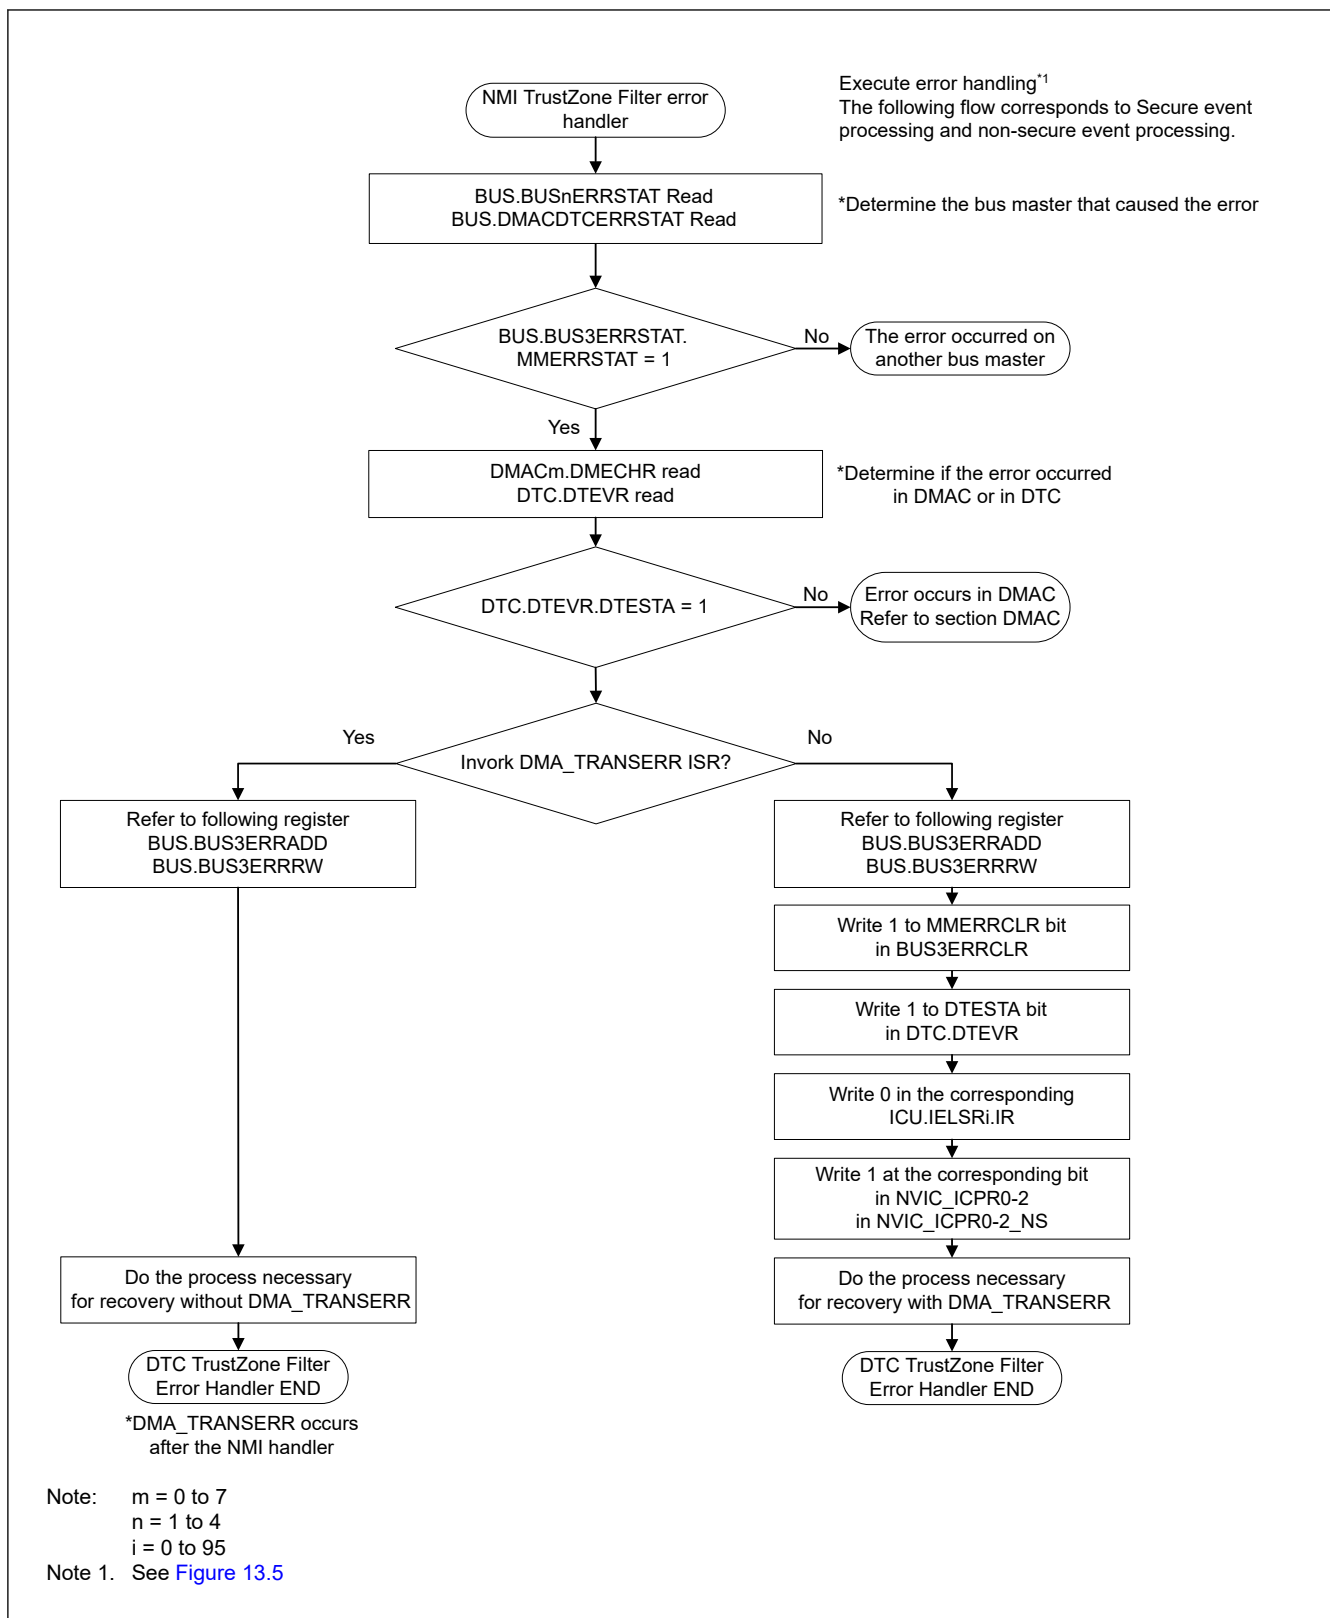 NMI TrustZone Filter error
handler
Execute error handling*1
The following flow corresponds to Secure event
processing and non-secure event processing.
BUS.BUSnERRSTAT Read
BUS.DMACDTCERRSTAT Read
*Determine the bus master that caused the error
BUS.BUS3ERRSTAT.
MMERRSTAT = 1
No
The error occurred on
another bus master
Yes
DMACm.DMECHR read
DTC.DTEVR read
*Determine if the error occurred
in DMAC or in DTC
DTC.DTEVR.DTESTA = 1
No
Error occurs in DMAC
Refer to section DMAC
Invork DMA_TRANSERR ISR?
Yes
No
Refer to following register
BUS.BUS3ERRADD
BUS.BUS3ERRRW
Do the process necessary
for recovery without DMA_TRANSERR
DTC TrustZone Filter
Error Handler END
*DMA_TRANSERR occurs
after the NMI handler
Refer to following register
BUS.BUS3ERRADD
BUS.BUS3ERRRW
Write 1 to MMERRCLR bit
in BUS3ERRCLR
Write 1 to DTESTA bit
in DTC.DTEVR
Write 0 in the corresponding
ICU.IELSRi.IR
Write 1 at the corresponding bit
in NVIC_ICPR0-2
in NVIC_ICPR0-2_NS
Do the process necessary
for recovery with DMA_TRANSERR
DTC TrustZone Filter
Error Handler END
Note: m = 0 to 7
n = 1 to 4
i = 0 to 95
Note 1. See Figure 13.5